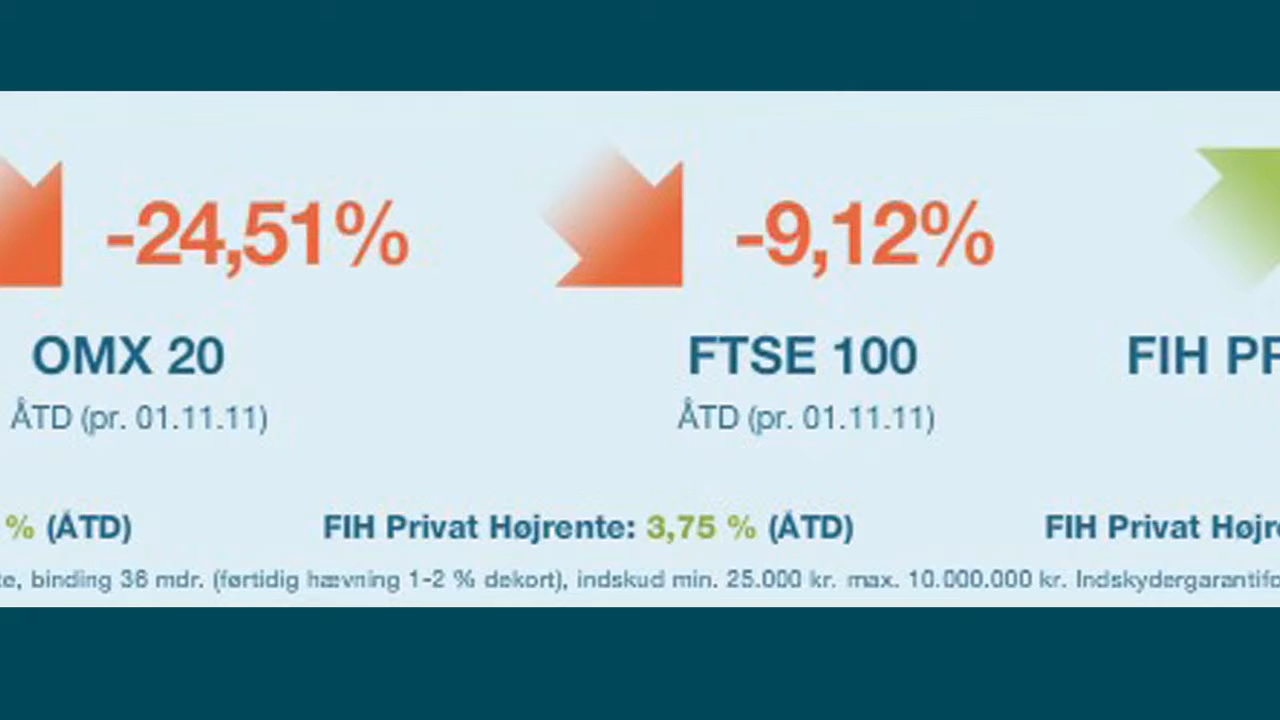 -24,51% -9,12%
OMX 20 FTSE 100 FIH
ÅTD (pr. 01.11.11) ÅTD (pr. 01.11.11)
% (ÅTD) FIH Privat Højrente: 3,75 % (ÅTD) FIH Privat
binding 36 mdr. (førtidig hævning 1-2 % dekort), indskud min. 25.000 kr. max. 10.000.000 kr.